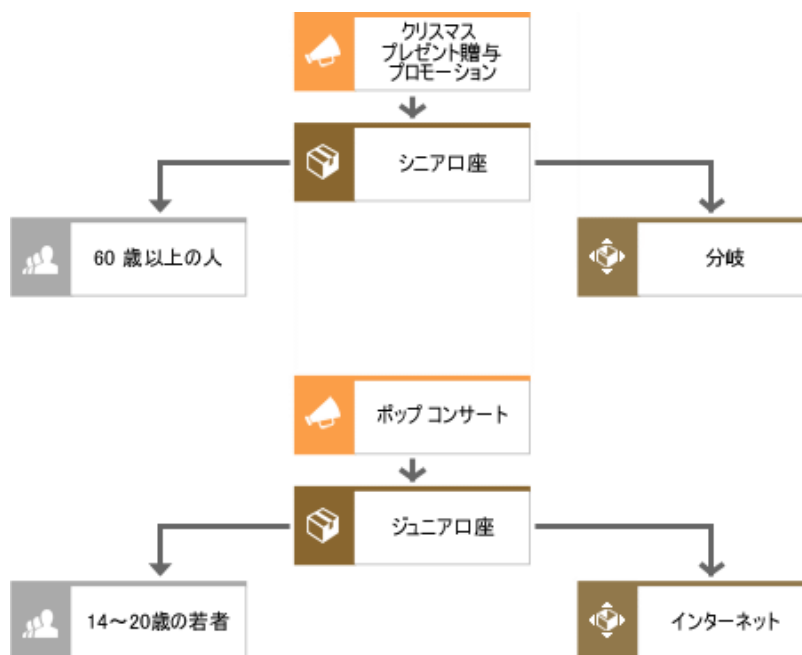 クリスマス
プレゼント贈与
プロモーション
シニア口座
60 歳以上の人
分岐
ポップ コンサート
ジュニア口座
14～20歳の若者
インターネット